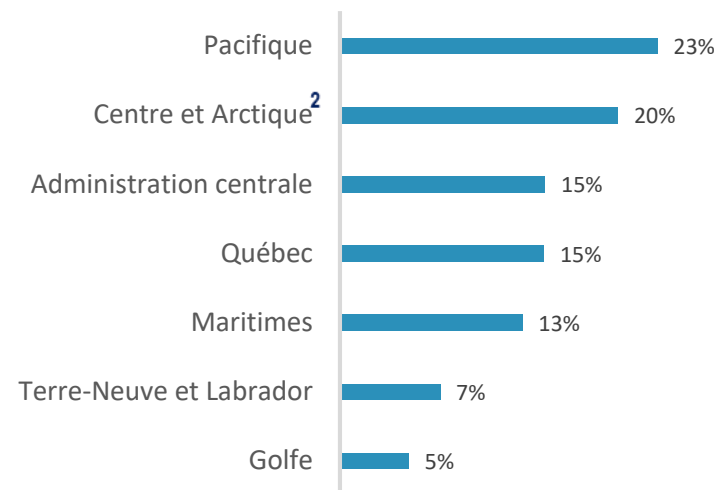 Pacifique 23%
Centre et Arctique2 20%
Administration centrale 15%
Québec 15%
Maritimes 13%
Terre-Neuve et Labrador 7%
Golfe 5%